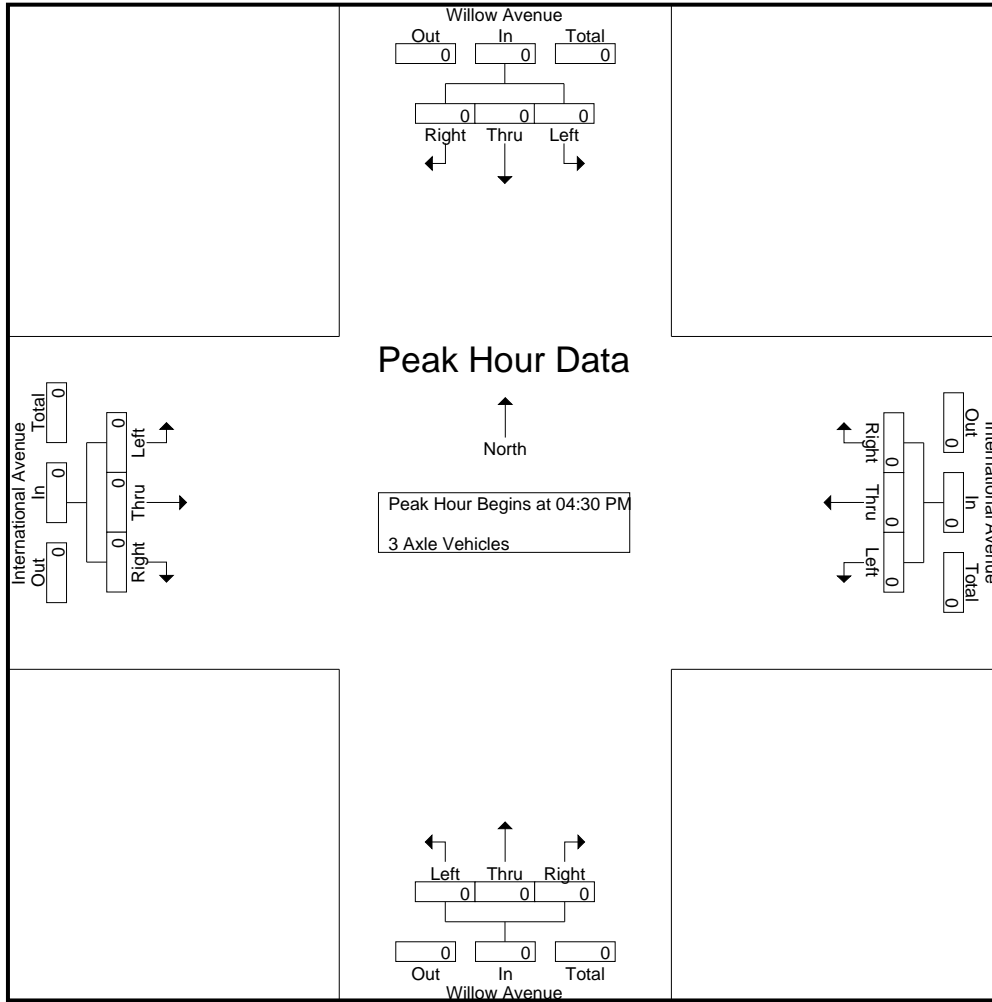 Willow Avenue
Out In Total
0 0 0
0 0 0
Right Thru Left
Peak Hour Data
North
Peak Hour Begins at 04:30 PM
3 Axle Vehicles
International Avenue
Out In Total
0 0 0
0 0 0
Right Thru Left
International Avenue
Total In Out
0 0 0
0 0 0
Left Thru Right
Left Thru Right
0 0 0
0 0 0
Out In Total
Willow Avenue